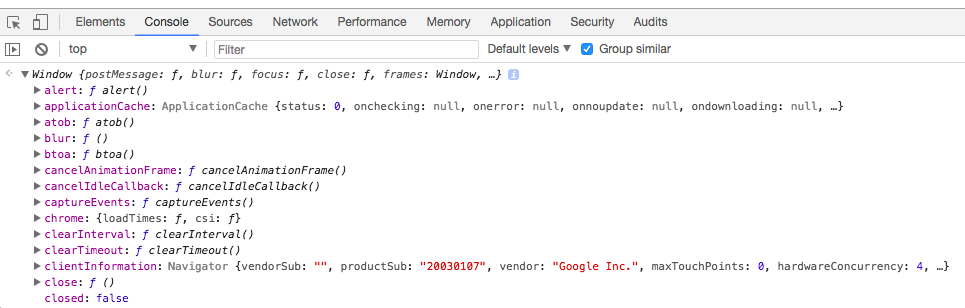 Elements Console Sources Network Performance Memory Application Security Audits
top Filter Default levels Group similar
Window {postMessage: ƒ, blur: ƒ, focus: ƒ, close: ƒ, frames: Window, …} i
alert: ƒ alert()
applicationCache: ApplicationCache {status: 0, onchecking: null, onerror: null, onnoupdate: null, ondownloading: null, …}
atob: ƒ atob()
blur: ƒ ()
btoa: ƒ btoa()
cancelAnimationFrame: ƒ cancelAnimationFrame()
cancelIdleCallback: ƒ cancelIdleCallback()
captureEvents: ƒ captureEvents()
chrome: {loadTimes: ƒ, csi: ƒ}
clearInterval: ƒ clearInterval()
clearTimeout: ƒ clearTimeout()
clientInformation: Navigator {vendorSub: "", productSub: "20030107", vendor: "Google Inc.", maxTouchPoints: 0, hardwareConcurrency: 4, …}
close: ƒ ()
closed: false